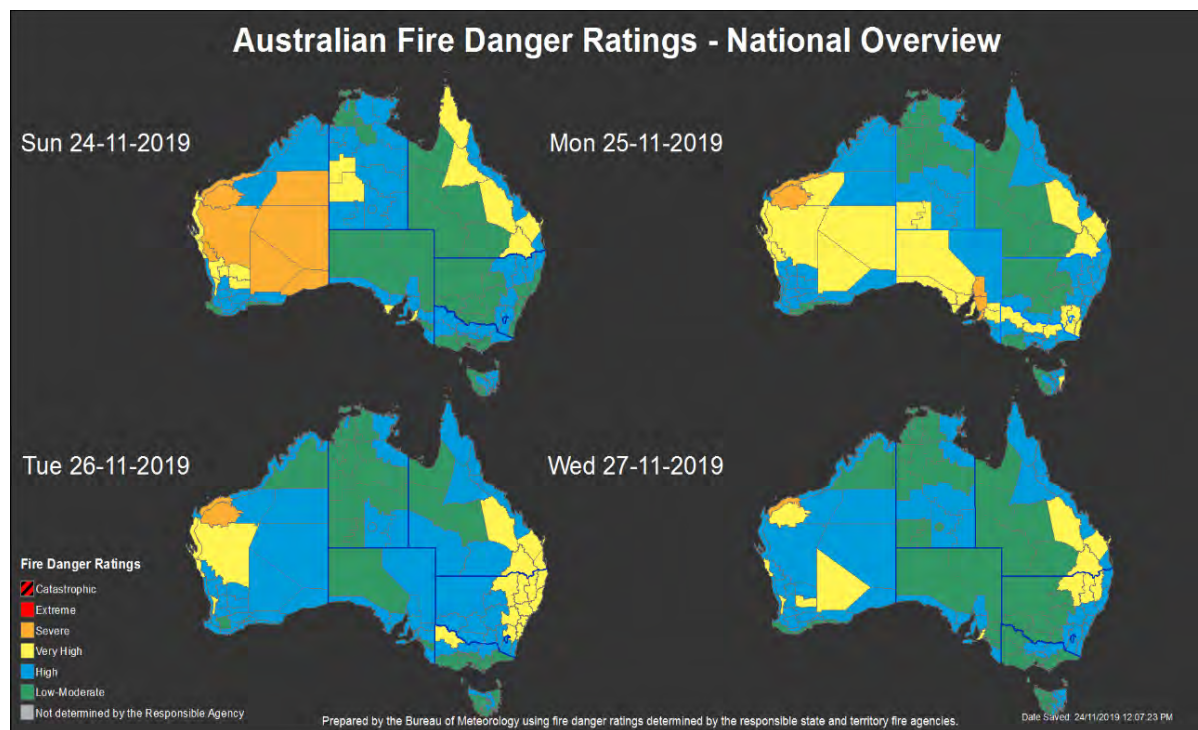 Australian Fire Danger Ratings - National Overview
Sun 24-11-2019
Mon 25-11-2019
Tue 26-11-2019
Wed 27-11-2019
Fire Danger Ratings
Catastrophic
Extreme
Severe
Very High
High
Low-Moderate
Not determined by the Responsible Agency
Prepared by the Bureau of Meteorology using fire danger ratings determined by the responsible state and territory fire agencies.
Date Saved: 24/11/2019 12:07:23 PM